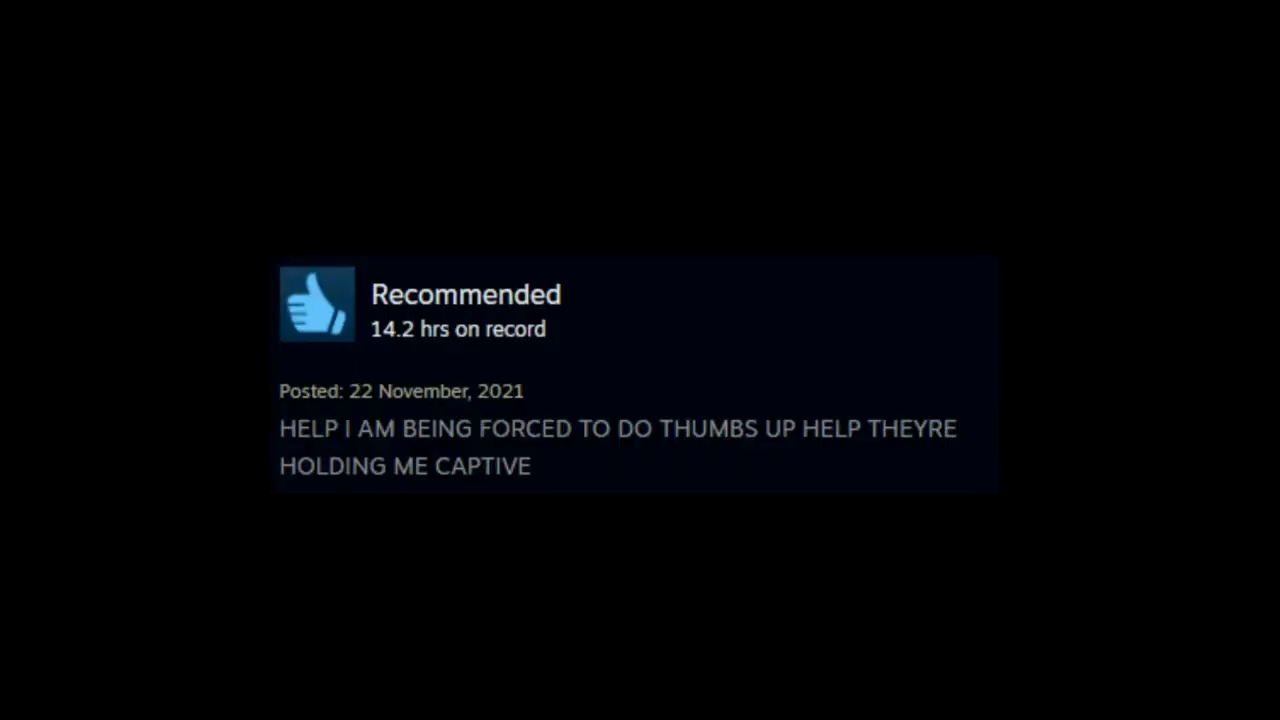 Recommended
14.2 hrs on record
Posted: 22 November, 2021
HELP I AM BEING FORCED TO DO THUMBS UP HELP THEYRE
HOLDING ME CAPTIVE